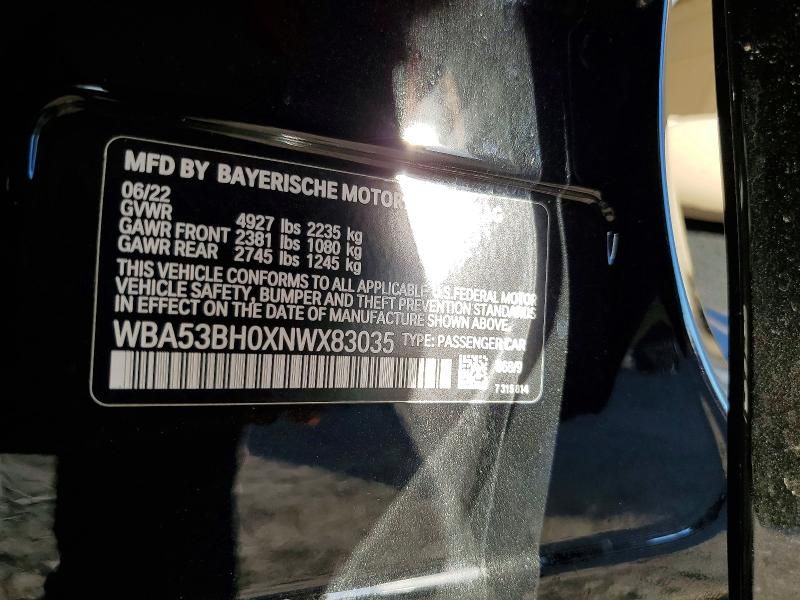 MFD BY BAYERISCHE MOTOR
06/22
GVWR 4927 lbs 2235 kg
GAWR FRONT 2381 lbs 1080 kg
GAWR REAR 2745 lbs 1245 kg
THIS VEHICLE CONFORMS TO ALL APPLICABLE U.S. FEDERAL MOTOR
VEHICLE SAFETY, BUMPER AND THEFT PREVENTION STANDARDS
IN EFFECT ON THE DATE OF MANUFACTURE SHOWN ABOVE.
WBA53BH0XNWX83035 TYPE: PASSENGER CAR
7315814